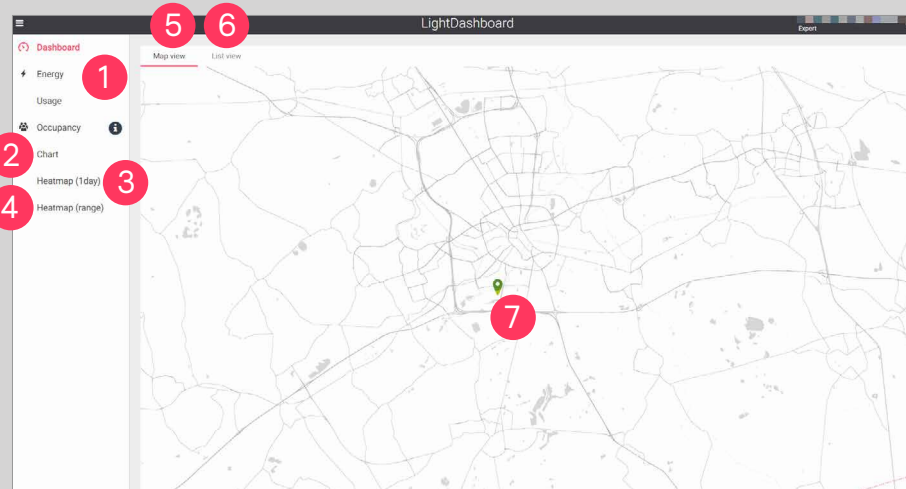 LightDashboard
Expert
5
6
Map view
List view
Dashboard
Energy
1
Usage
Occupancy
i
2
Chart
Heatmap (1day)
3
4
Heatmap (range)
7